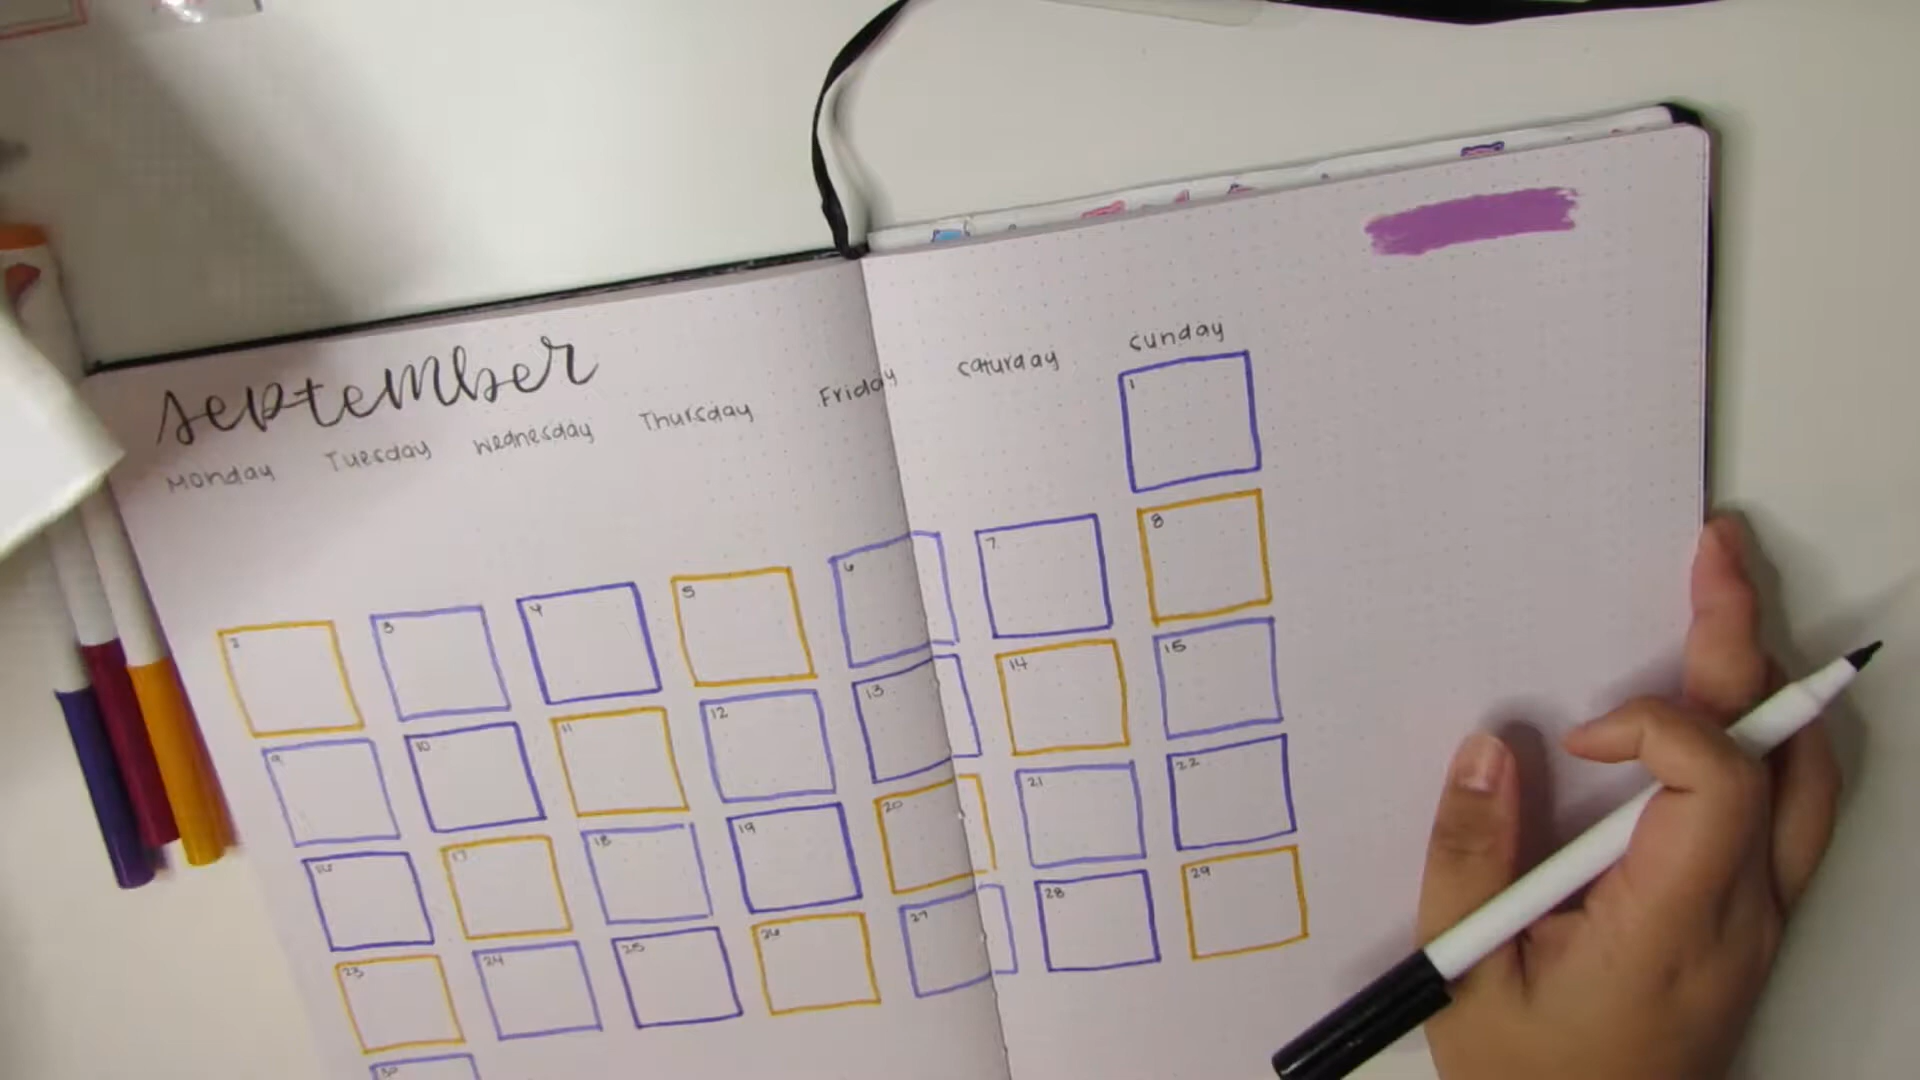 september
Monday Tuesday Wednesday Thursday Friday Saturday Sunday
1
2 3 4 5 6 7 8
9 10 11 12 13 14 15
16 17 18 19 20 21 22
23 24 25 26 27 28 29
30